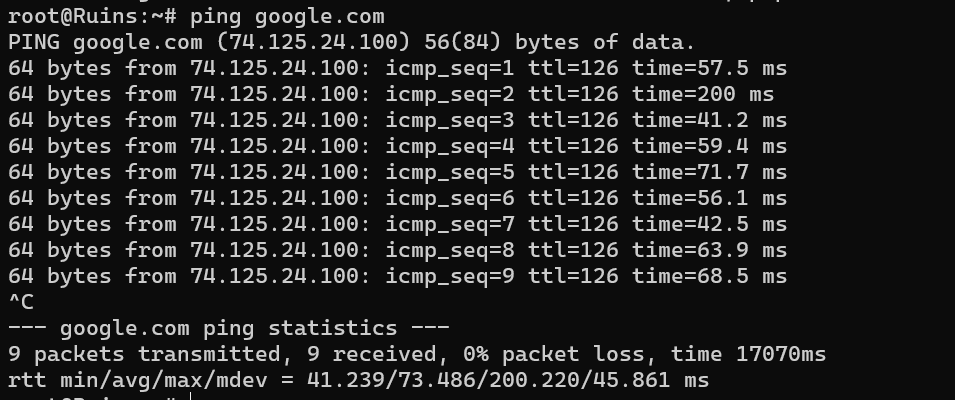 root@Ruins:~# ping google.com
PING google.com (74.125.24.100) 56(84) bytes of data.
64 bytes from 74.125.24.100: icmp_seq=1 ttl=126 time=57.5 ms
64 bytes from 74.125.24.100: icmp_seq=2 ttl=126 time=200 ms
64 bytes from 74.125.24.100: icmp_seq=3 ttl=126 time=41.2 ms
64 bytes from 74.125.24.100: icmp_seq=4 ttl=126 time=59.4 ms
64 bytes from 74.125.24.100: icmp_seq=5 ttl=126 time=71.7 ms
64 bytes from 74.125.24.100: icmp_seq=6 ttl=126 time=56.1 ms
64 bytes from 74.125.24.100: icmp_seq=7 ttl=126 time=42.5 ms
64 bytes from 74.125.24.100: icmp_seq=8 ttl=126 time=63.9 ms
64 bytes from 74.125.24.100: icmp_seq=9 ttl=126 time=68.5 ms
^C
--- google.com ping statistics ---
9 packets transmitted, 9 received, 0% packet loss, time 17070ms
rtt min/avg/max/mdev = 41.239/73.486/200.220/45.861 ms